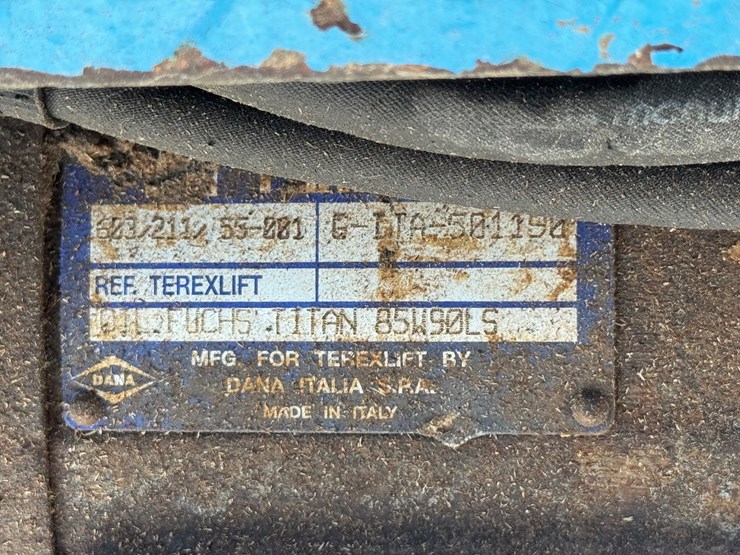 603/211/ 55-001 G-ITA-501190
REF. TEREXLIFT
OIL FUCHS TITAN 85W90LS
MFG. FOR TEREXLIFT BY
DANA
DANA ITALIA S.P.A.
MADE IN ITALY